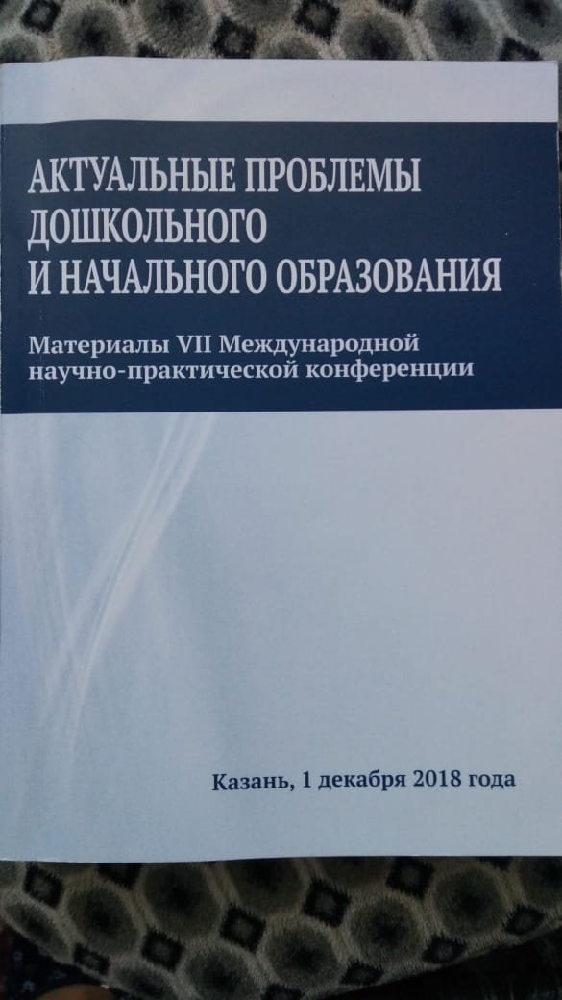 АКТУАЛЬНЫЕ ПРОБЛЕМЫ
ДОШКОЛЬНОГО
И НАЧАЛЬНОГО ОБРАЗОВАНИЯ
Материалы VII Международной
научно-практической конференции
Казань, 1 декабря 2018 года